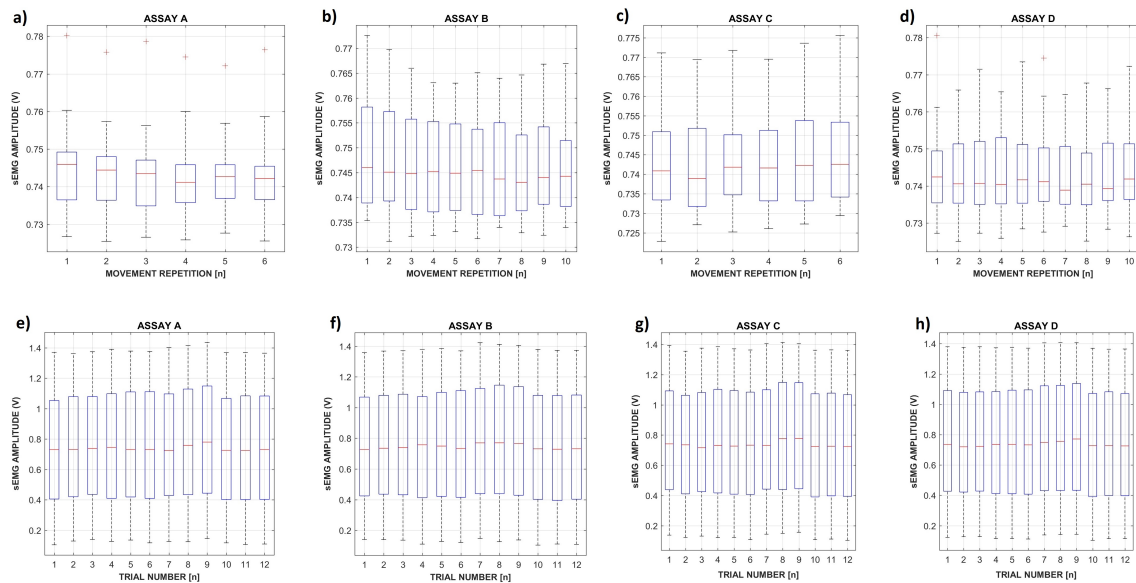 a)
ASSAY A
0.78
0.77
0.76
0.75
0.74
0.73
sEMG AMPLITUDE (V)
1 2 3 4 5 6
MOVEMENT REPETITION [n]
b)
ASSAY B
0.77
0.765
0.76
0.755
0.75
0.745
0.74
0.735
0.73
sEMG AMPLITUDE (V)
1 2 3 4 5 6 7 8 9 10
MOVEMENT REPETITION [n]
c)
ASSAY C
0.775
0.77
0.765
0.76
0.755
0.75
0.745
0.74
0.735
0.73
0.725
sEMG AMPLITUDE (V)
1 2 3 4 5 6
MOVEMENT REPETITION [n]
d)
ASSAY D
0.78
0.77
0.76
0.75
0.74
0.73
sEMG AMPLITUDE (V)
1 2 3 4 5 6 7 8 9 10
MOVEMENT REPETITION [n]
e)
ASSAY A
1.4
1.2
1
0.8
0.6
0.4
0.2
sEMG AMPLITUDE (V)
1 2 3 4 5 6 7 8 9 10 11 12
TRIAL NUMBER [n]
f)
ASSAY B
1.4
1.2
1
0.8
0.6
0.4
0.2
sEMG AMPLITUDE (V)
1 2 3 4 5 6 7 8 9 10 11 12
TRIAL NUMBER [n]
g)
ASSAY C
1.4
1.2
1
0.8
0.6
0.4
0.2
sEMG AMPLITUDE (V)
1 2 3 4 5 6 7 8 9 10 11 12
TRIAL NUMBER [n]
h)
ASSAY D
1.4
1.2
1
0.8
0.6
0.4
0.2
sEMG AMPLITUDE (V)
1 2 3 4 5 6 7 8 9 10 11 12
TRIAL NUMBER [n]